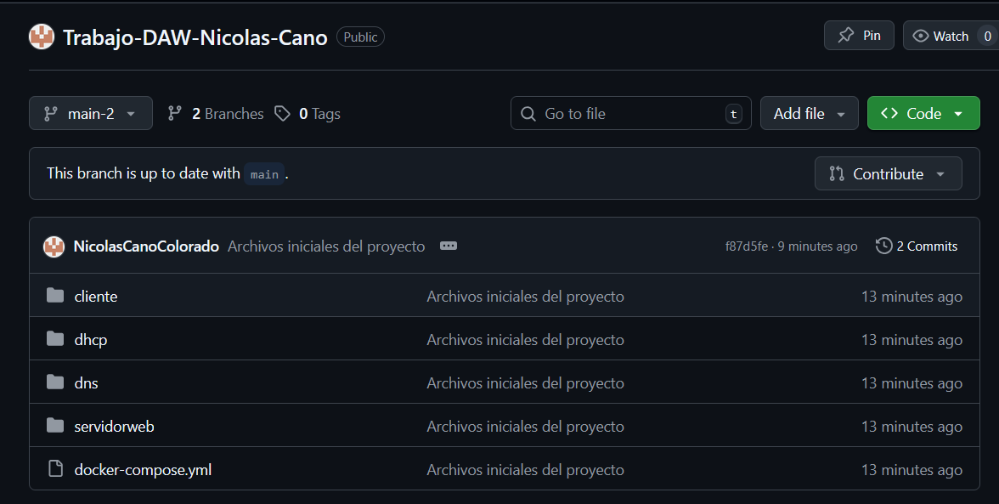 Trabajo-DAW-Nicolas-Cano Public Pin Watch 0
main-2 2 Branches 0 Tags Go to file t Add file Code
This branch is up to date with main. Contribute
NicolasCanoColorado Archivos iniciales del proyecto f87d5fe · 9 minutes ago 2 Commits
cliente Archivos iniciales del proyecto 13 minutes ago
dhcp Archivos iniciales del proyecto 13 minutes ago
dns Archivos iniciales del proyecto 13 minutes ago
servidorweb Archivos iniciales del proyecto 13 minutes ago
docker-compose.yml Archivos iniciales del proyecto 13 minutes ago